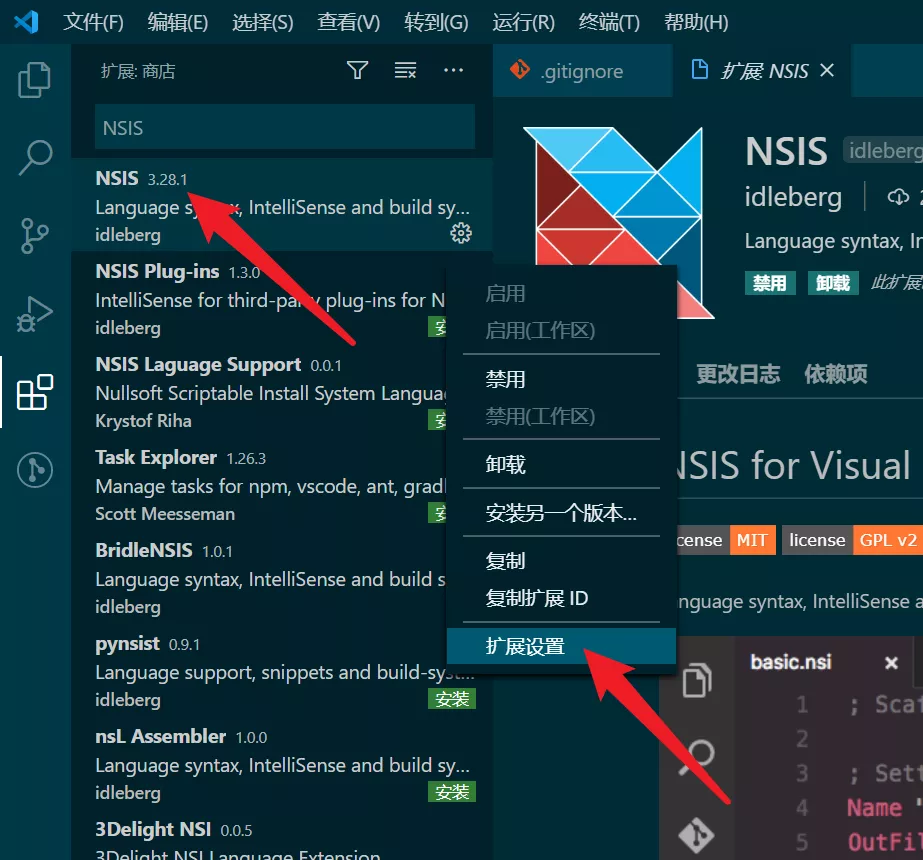 文件(F) 编辑(E) 选择(S) 查看(V) 转到(G) 运行(R) 终端(T) 帮助(H)
扩展: 商店
NSIS
NSIS 3.28.1
Language syntax, IntelliSense and build sy...
idleberg
NSIS Plug-ins 1.3.0
IntelliSense for third-party plug-ins for N
idleberg
安
NSIS Laguage Support 0.0.1
Nullsoft Scriptable Install System Langua
Krystof Riha
安
Task Explorer 1.26.3
Manage tasks for npm, vscode, ant, gradl
Scott Meesseman
安
BridleNSIS 1.0.1
Language syntax, IntelliSense and build s
idleberg
pynsist 0.9.1
Language support, snippets and build-syst...
idleberg
安装
nsL Assembler 1.0.0
Language syntax, IntelliSense and build sy...
idleberg
安装
3Delight NSI 0.0.5
3Delight NSI Language Extension
启用
启用(工作区)
禁用
禁用(工作区)
卸载
安装另一个版本...
复制
复制扩展 ID
扩展设置
.gitignore
扩展 NSIS
NSIS idleberg
idleberg
Language syntax, In
禁用 卸载 此扩展
更改日志 依赖项
NSIS for Visual
cense MIT license GPL v2
nguage syntax, IntelliSense a
basic.nsi
1 ; Scat
2
3 ; Sett
4 Name "
5 OutFil